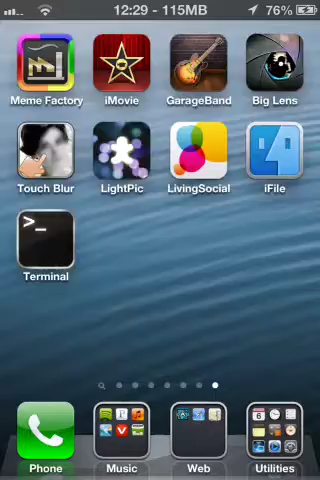 12:29 - 115MB
76%
Meme Factory
iMovie
GarageBand
Big Lens
Touch Blur
LightPic
LivingSocial
iFile
>_
Terminal
Phone
Music
Web
Utilities